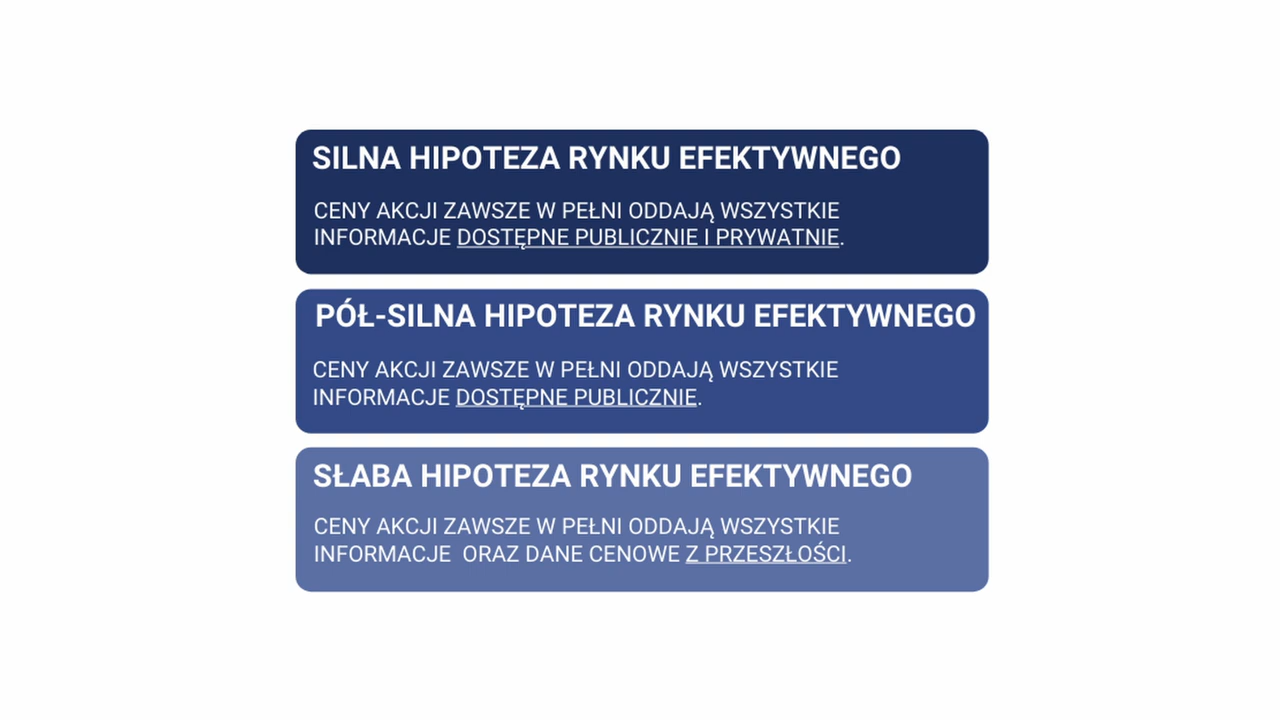 SILNA HIPOTEZA RYNKU EFEKTYWNEGO
CENY AKCJI ZAWSZE W PEŁNI ODDAJĄ WSZYSTKIE
INFORMACJE DOSTĘPNE PUBLICZNIE I PRYWATNIE.
PÓŁ-SILNA HIPOTEZA RYNKU EFEKTYWNEGO
CENY AKCJI ZAWSZE W PEŁNI ODDAJĄ WSZYSTKIE
INFORMACJE DOSTĘPNE PUBLICZNIE.
SŁABA HIPOTEZA RYNKU EFEKTYWNEGO
CENY AKCJI ZAWSZE W PEŁNI ODDAJĄ WSZYSTKIE
INFORMACJE ORAZ DANE CENOWE Z PRZESZŁOŚCI.